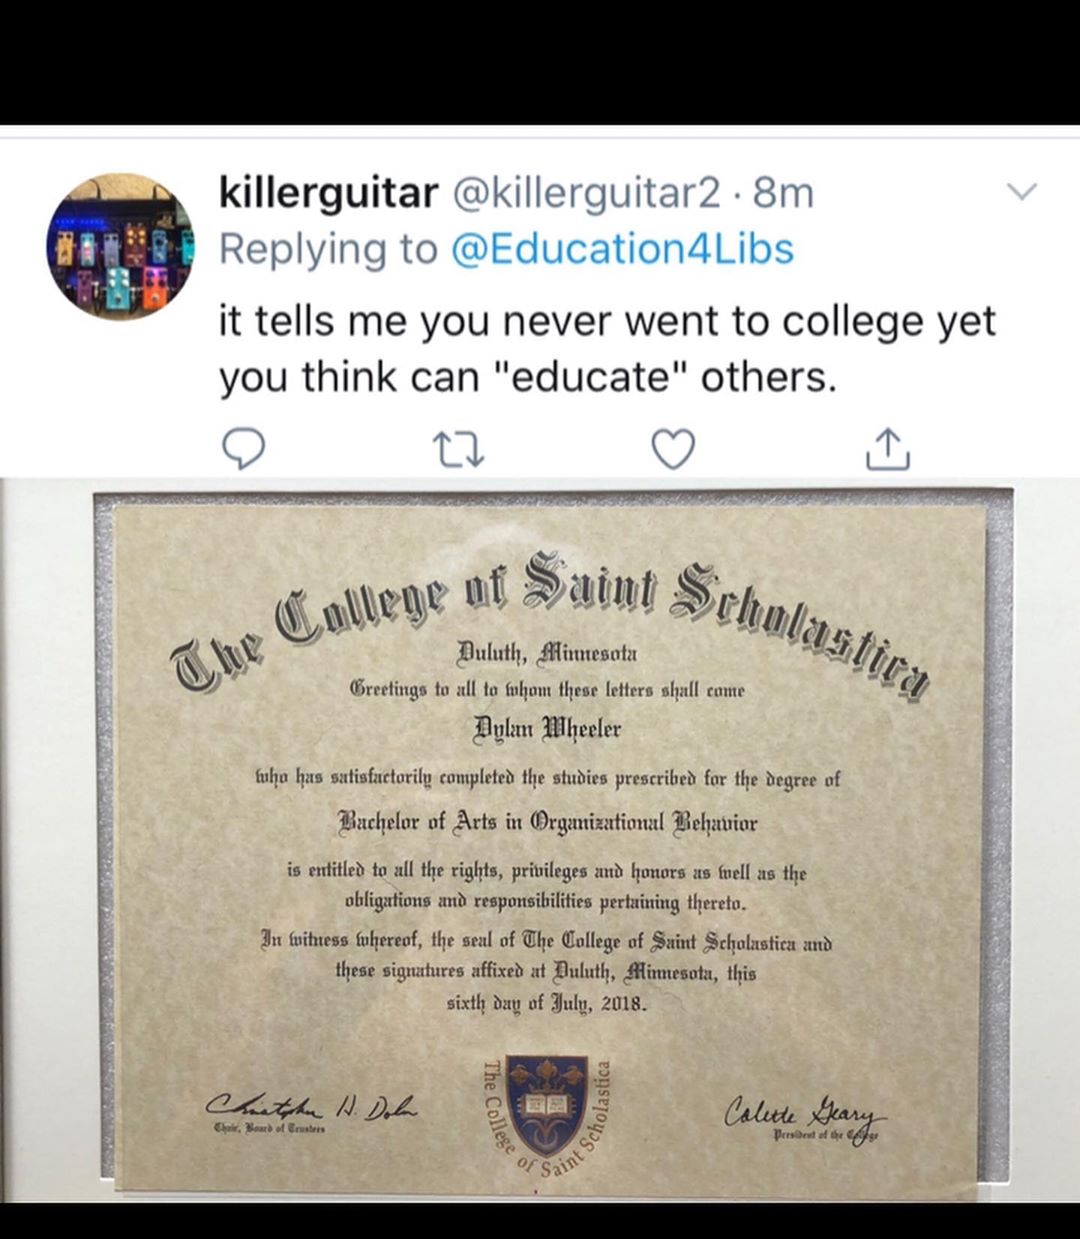 killerguitar @killerguitar2 · 8m
Replying to @Education4Libs
it tells me you never went to college yet
you think can "educate" others.
The College of Saint Scholastica
Duluth, Minnesota
Greetings to all to whom these letters shall come
Dylan Wheeler
who has satisfactorily completed the studies prescribed for the degree of
Bachelor of Arts in Organizational Behavior
is entitled to all the rights, privileges and honors as well as the
obligations and responsibilities pertaining thereto.
In witness whereof, the seal of The College of Saint Scholastica and
these signatures affixed at Duluth, Minnesota, this
sixth day of July, 2018.
Christopher H. Dolan
Chair, Board of Trustees
The College of Saint Scholastica
Colette Geary
President of the College